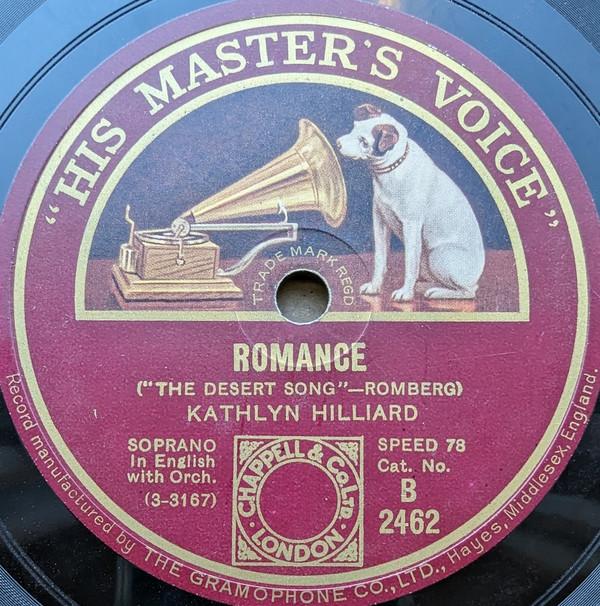 "HIS MASTER'S VOICE"
TRADE MARK REGD
ROMANCE
("THE DESERT SONG"—ROMBERG)
KATHLYN HILLIARD
SOPRANO
In English
with Orch.
(3-3167)
CHAPPELL & CO LTD
· LONDON ·
SPEED 78
Cat. No.
B
2462
Record manufactured by THE GRAMOPHONE CO., LTD., Hayes, Middlesex, England.